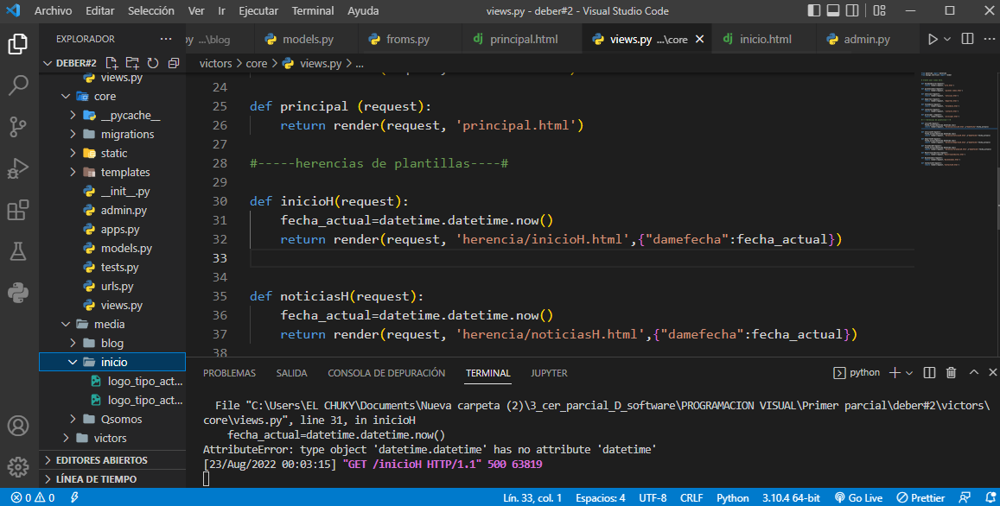 Archivo Editar Selección Ver Ir Ejecutar Terminal Ayuda views.py - deber#2 - Visual Studio Code
EXPLORADOR ... py ...\blog models.py froms.py principal.html views.py ...\core inicio.html admin.py
DEBER#2
victors > core > views.py > ...
views.py
core
__pycache__
migrations
static
templates
__init__.py
admin.py
apps.py
models.py
tests.py
urls.py
views.py
media
blog
inicio
logo_tipo_act...
logo_tipo_act...
Qsomos
victors
EDITORES ABIERTOS
LÍNEA DE TIEMPO
24
25 def principal (request):
26 return render(request, 'principal.html')
27
28 #-----herencias de plantillas----#
29
30 def inicioH(request):
31 fecha_actual=datetime.datetime.now()
32 return render(request, 'herencia/inicioH.html',{"damefecha":fecha_actual})
33
34
35 def noticiasH(request):
36 fecha_actual=datetime.datetime.now()
37 return render(request, 'herencia/noticiasH.html',{"damefecha":fecha_actual})
38
PROBLEMAS SALIDA CONSOLA DE DEPURACIÓN TERMINAL JUPYTER python
File "C:\Users\EL CHUKY\Documents\Nueva carpeta (2)\3_cer_parcial_D_software\PROGRAMACION VISUAL\Primer parcial\deber#2\victors\
core\views.py", line 31, in inicioH
fecha_actual=datetime.datetime.now()
AttributeError: type object 'datetime.datetime' has no attribute 'datetime'
[23/Aug/2022 00:03:15] "GET /inicioH HTTP/1.1" 500 63819
0 0 Lín. 33, col. 1 Espacios: 4 UTF-8 CRLF Python 3.10.4 64-bit Go Live Prettier